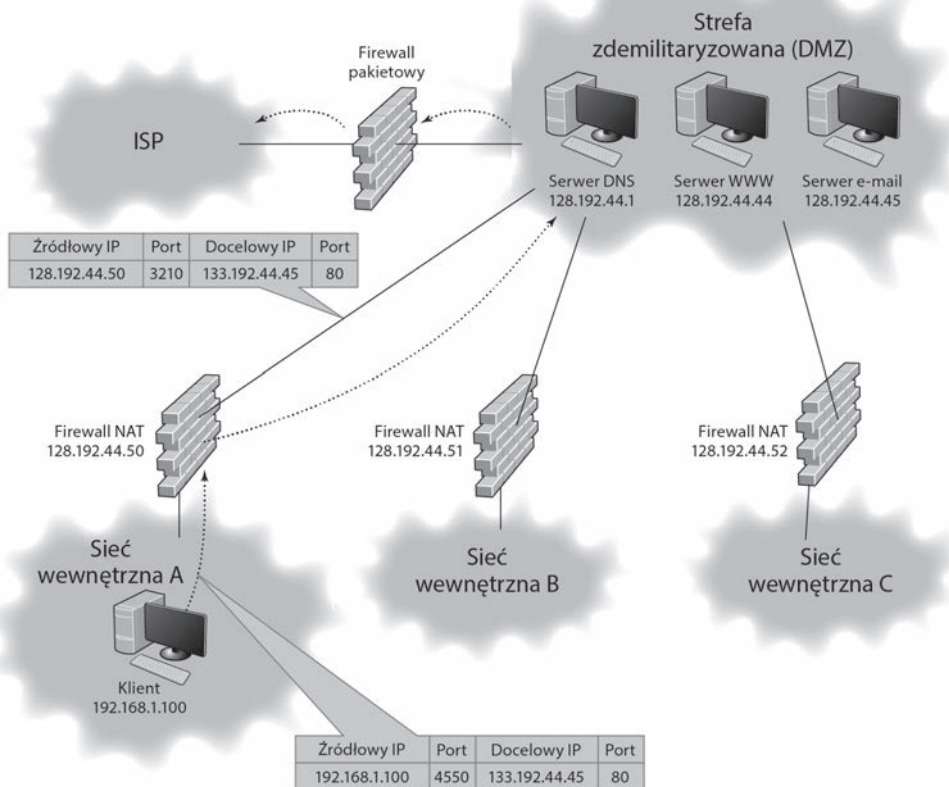 Strefa
zdemilitaryzowana (DMZ)
Firewall
pakietowy
ISP
Serwer DNS
128.192.44.1
Serwer WWW
128.192.44.44
Serwer e-mail
128.192.44.45
Źródłowy IP Port Docelowy IP Port
128.192.44.50 3210 133.192.44.45 80
Firewall NAT
128.192.44.50
Firewall NAT
128.192.44.51
Firewall NAT
128.192.44.52
Sieć
wewnętrzna A
Sieć
wewnętrzna B
Sieć
wewnętrzna C
Klient
192.168.1.100
Źródłowy IP Port Docelowy IP Port
192.168.1.100 4550 133.192.44.45 80